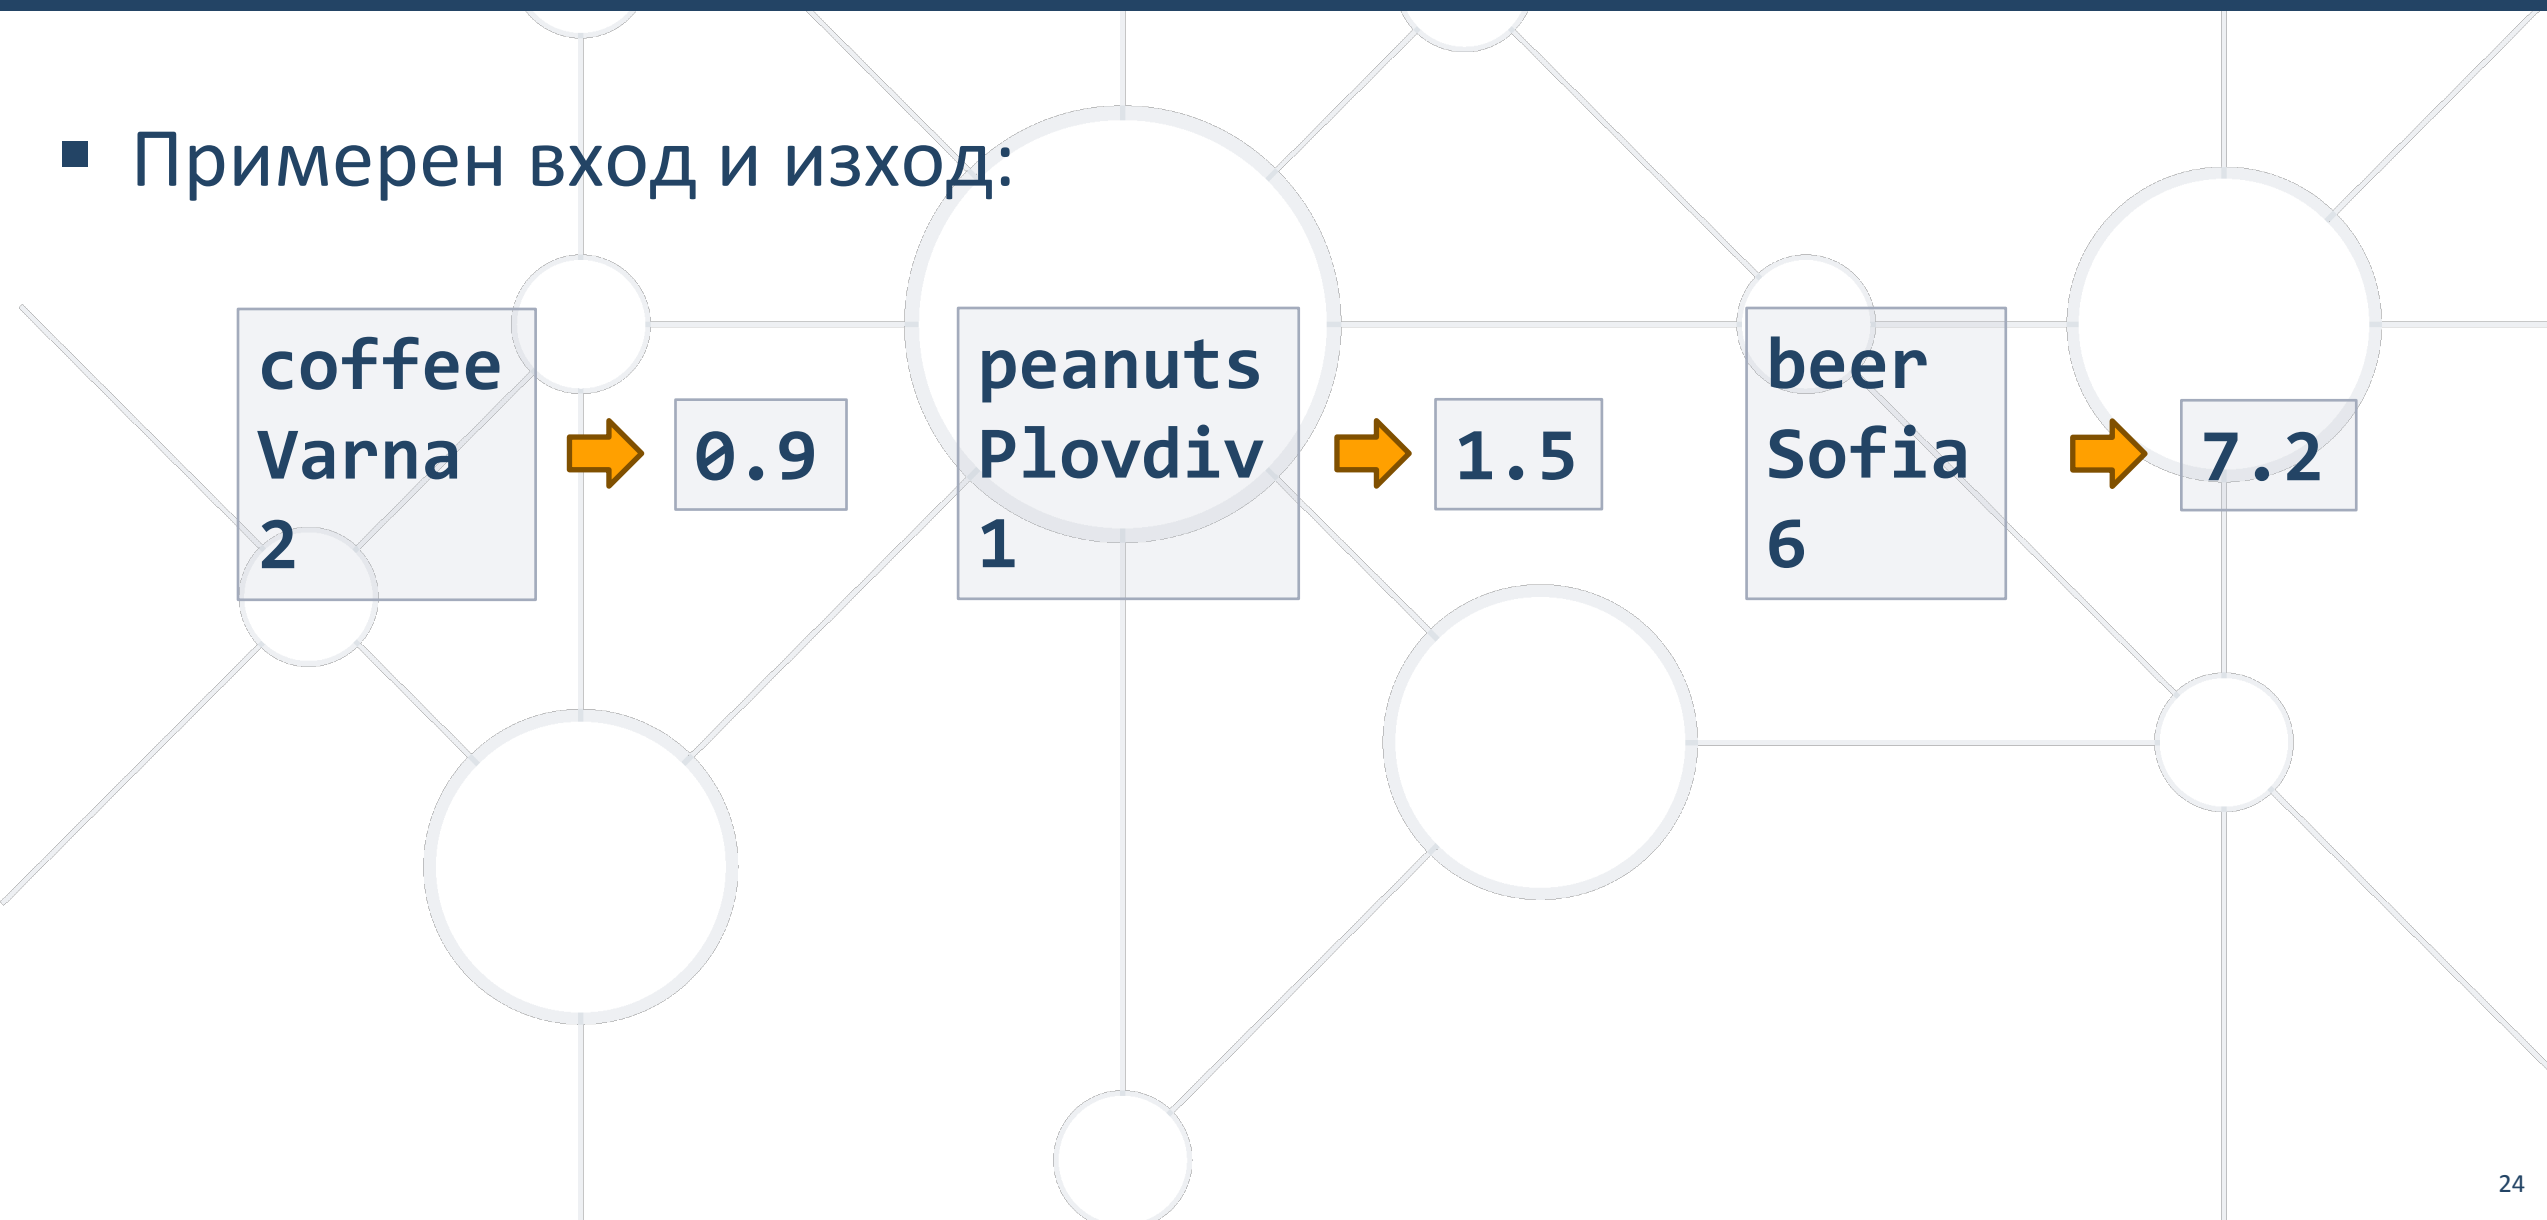 Примерен вход и изход:
coffee
Varna
2
0.9
peanuts
Plovdiv
1
1.5
beer
Sofia
6
7.2
24